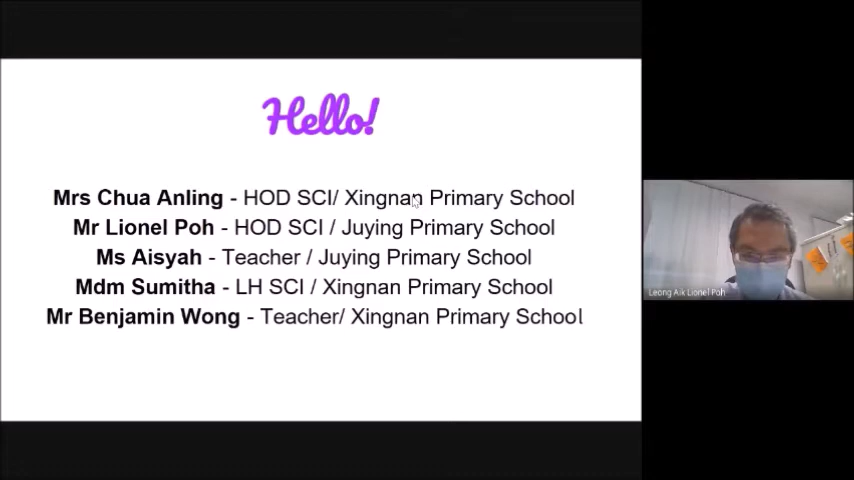 Hello!
Mrs Chua Anling - HOD SCI/ Xingnan Primary School
Mr Lionel Poh - HOD SCI / Juying Primary School
Ms Aisyah - Teacher / Juying Primary School
Mdm Sumitha - LH SCI / Xingnan Primary School
Mr Benjamin Wong - Teacher/ Xingnan Primary School
Leong Aik Lionel Poh